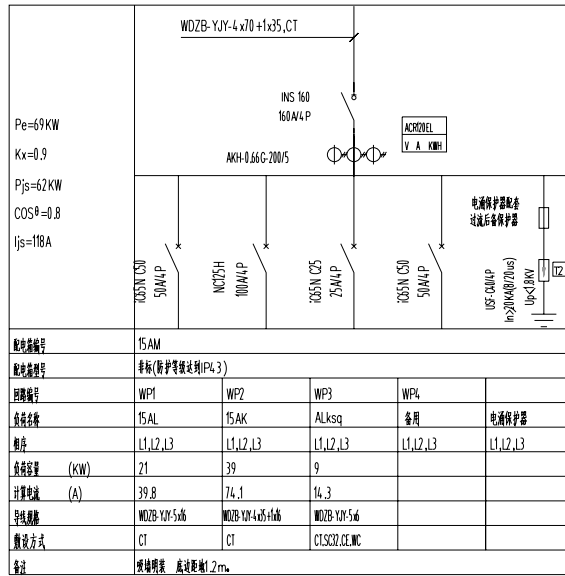 WDZB-YJY-4x70+1x35,CT
INS 160
160A/4P
ACR120EL
V A KWH
AKH-0.66G-200/5
Pe=69KW
Kx=0.9
Pjs=62KW
COSθ=0.8
Ijs=118A
iC65N C50
50A/4P
NC125H
100A/4P
iC65N C25
25A/4P
iC65N C50
50A/4P
电涌保护器配套
过流后备保护器
In≥20KA(8/20us)
Up≤1.8KV
T2
配电箱编号 15AM
配电箱型号 非标(防护等级达到IP43)
回路编号 WP1 WP2 WP3 WP4
负荷名称 15AL 15AK ALksq 备用 电涌保护器
相序 L1,L2,L3 L1,L2,L3 L1,L2,L3 L1,L2,L3 L1,L2,L3
负荷容量 (KW) 21 39 9
计算电流 (A) 39.8 74.1 14.3
导线规格 WDZB-YJY-5x16 WDZB-YJY-4x35+1x16 WDZB-YJY-5x6
敷设方式 CT CT CT,SC32,CE,WC
备注 底边距地1.2m。